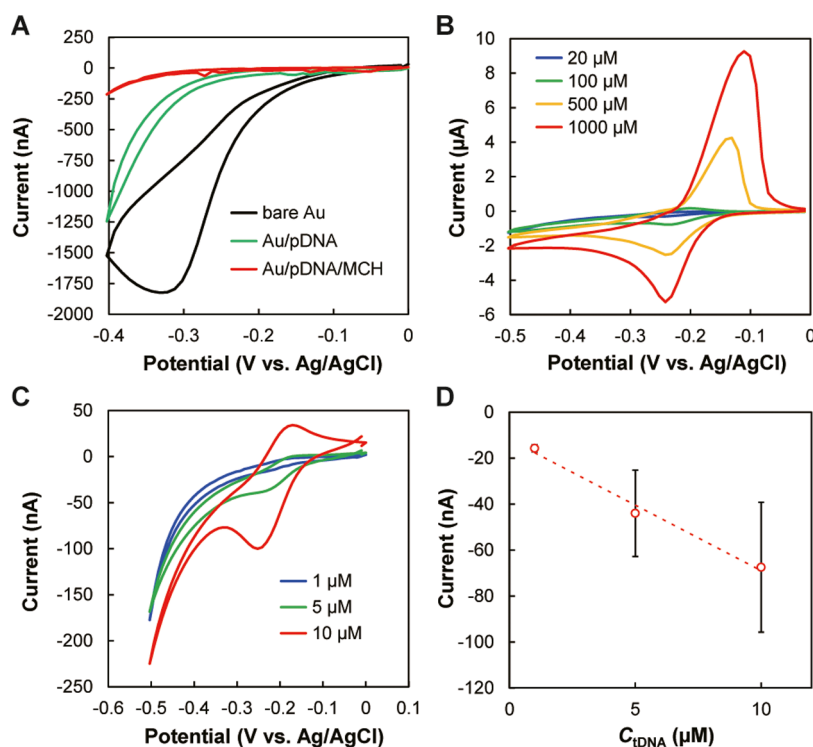 A
250
0
-250
-500
-750
-1000
-1250
-1500
-1750
-2000
Current (nA)
bare Au
Au/pDNA
Au/pDNA/MCH
-0.4 -0.3 -0.2 -0.1 0
Potential (V vs. Ag/AgCl)
B
10
8
6
4
2
0
-2
-4
-6
Current (µA)
20 µM
100 µM
500 µM
1000 µM
-0.5 -0.4 -0.3 -0.2 -0.1 0
Potential (V vs. Ag/AgCl)
C
50
0
-50
-100
-150
-200
-250
Current (nA)
1 µM
5 µM
10 µM
-0.6 -0.5 -0.4 -0.3 -0.2 -0.1 0 0.1
Potential (V vs. Ag/AgCl)
D
0
-20
-40
-60
-80
-100
-120
Current (nA)
0 5 10
CtDNA (µM)